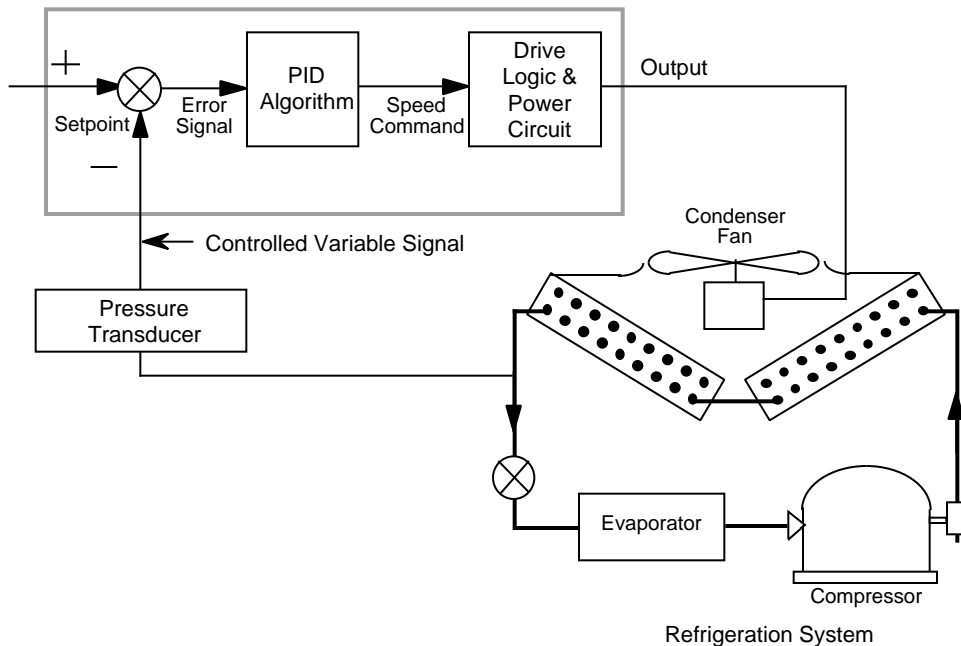 +
Setpoint
—
Error
Signal
PID
Algorithm
Speed
Command
Drive
Logic &
Power
Circuit
Output
Controlled Variable Signal
Pressure
Transducer
Condenser
Fan
Evaporator
Compressor
Refrigeration System